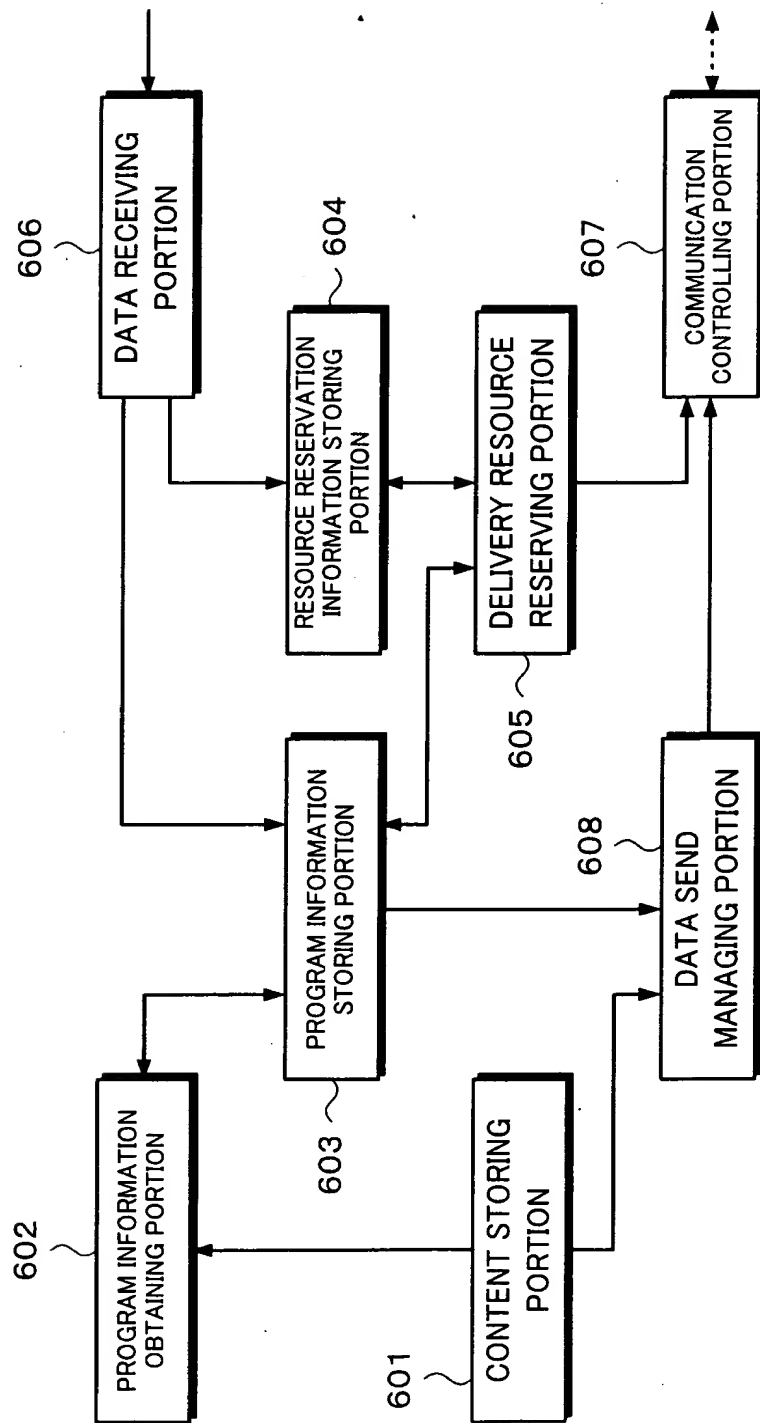 602
PROGRAM INFORMATION
OBTAINING PORTION
606
DATA RECEIVING
PORTION
603
PROGRAM INFORMATION
STORING PORTION
604
RESOURCE RESERVATION
INFORMATION STORING
PORTION
601
CONTENT STORING
PORTION
605
DELIVERY RESOURCE
RESERVING PORTION
608
DATA SEND
MANAGING PORTION
607
COMMUNICATION
CONTROLLING PORTION